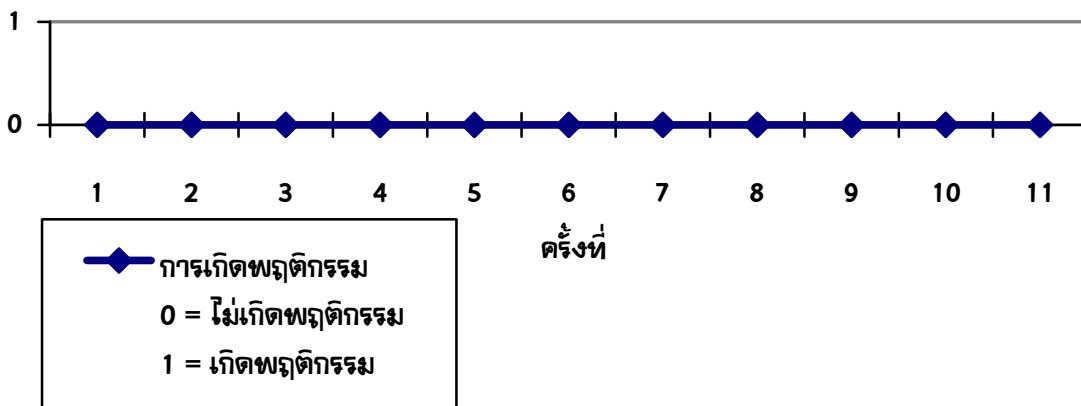 1
0
1 2 3 4 5 6 7 8 9 10 11
ครั้งที่
การเกิดพฤติกรรม
0 = ไม่เกิดพฤติกรรม
1 = เกิดพฤติกรรม